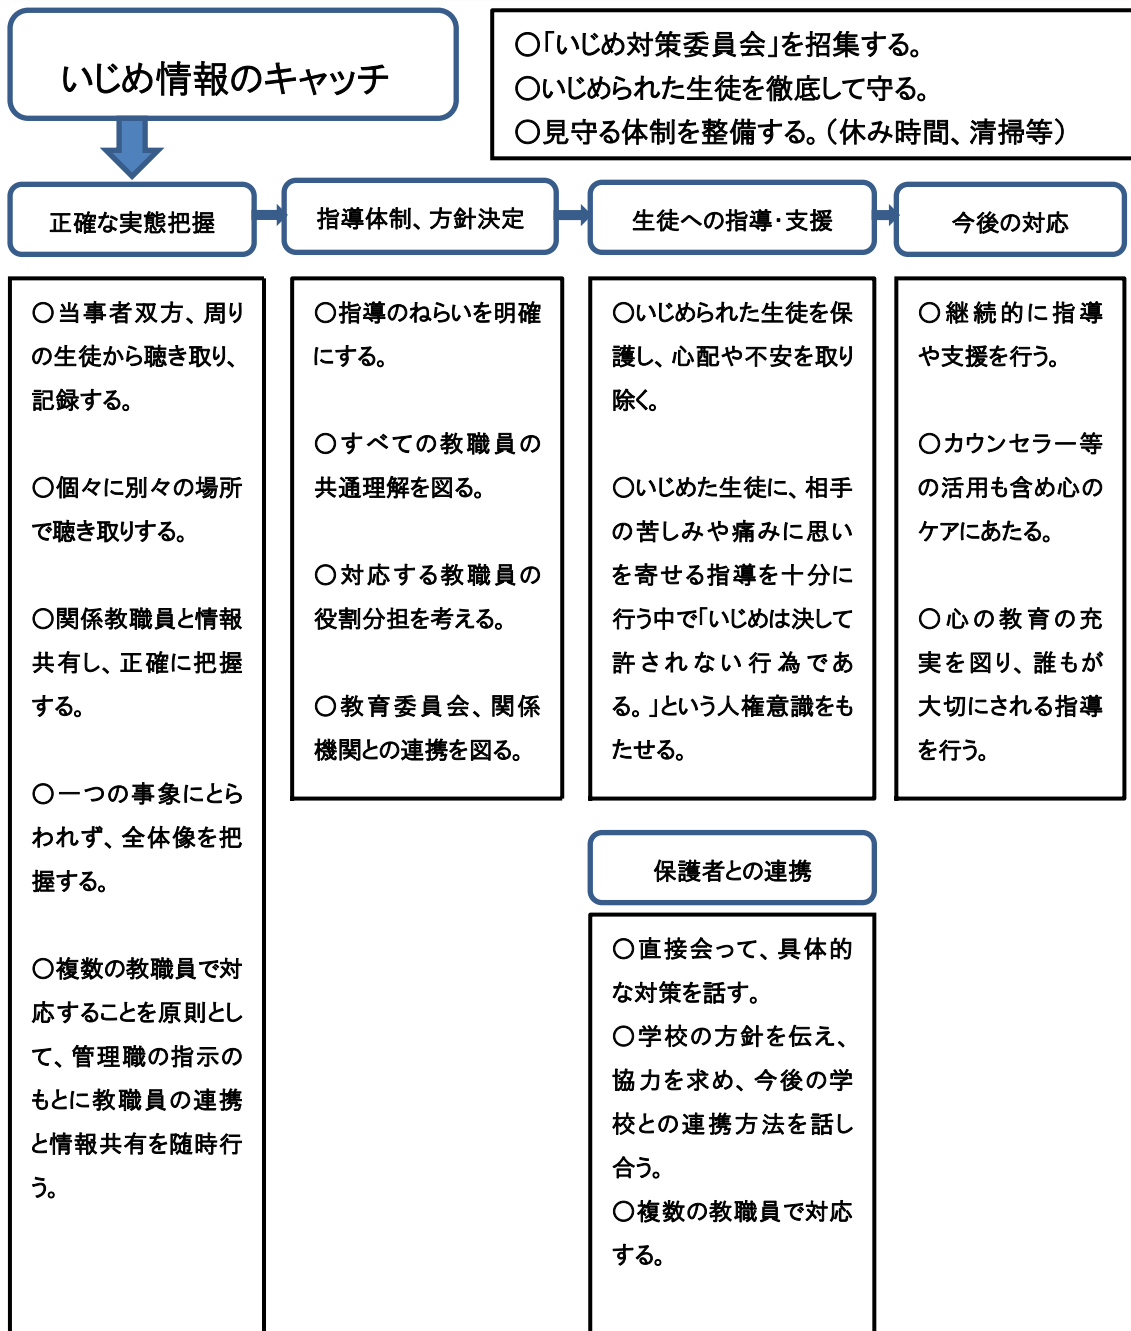 いじめ情報のキャッチ
○「いじめ対策委員会」を招集する。
○いじめられた生徒を徹底して守る。
○見守る体制を整備する。（休み時間、清掃等）
正確な実態把握
指導体制、方針決定
生徒への指導・支援
今後の対応
○当事者双方、周り
の生徒から聴き取り、
記録する。
○個々に別々の場所
で聴き取りする。
○関係教職員と情報
共有し、正確に把握
する。
○一つの事象にとら
われず、全体像を把
握する。
○複数の教職員で対
応することを原則とし
て、管理職の指示の
もとに教職員の連携
と情報共有を随時行
う。
○指導のねらいを明確
にする。
○すべての教職員の
共通理解を図る。
○対応する教職員の
役割分担を考える。
○教育委員会、関係
機関との連携を図る。
○いじめられた生徒を保
護し、心配や不安を取り
除く。
○いじめた生徒に、相手
の苦しみや痛みに思い
を寄せる指導を十分に
行う中で「いじめは決して
許されない行為であ
る。」という人権意識をも
たせる。
○継続的に指導
や支援を行う。
○カウンセラー等
の活用も含め心の
ケアにあたる。
○心の教育の充
実を図り、誰もが
大切にされる指導
を行う。
保護者との連携
○直接会って、具体的
な対策を話す。
○学校の方針を伝え、
協力を求め、今後の学
校との連携方法を話し
合う。
○複数の教職員で対応
する。